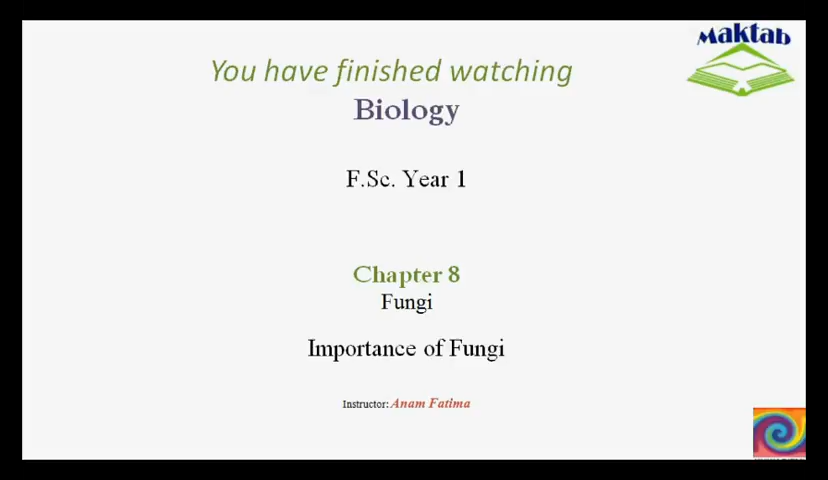 Maktab
You have finished watching
Biology
F.Sc. Year 1
Chapter 8
Fungi
Importance of Fungi
Instructor: Anam Fatima